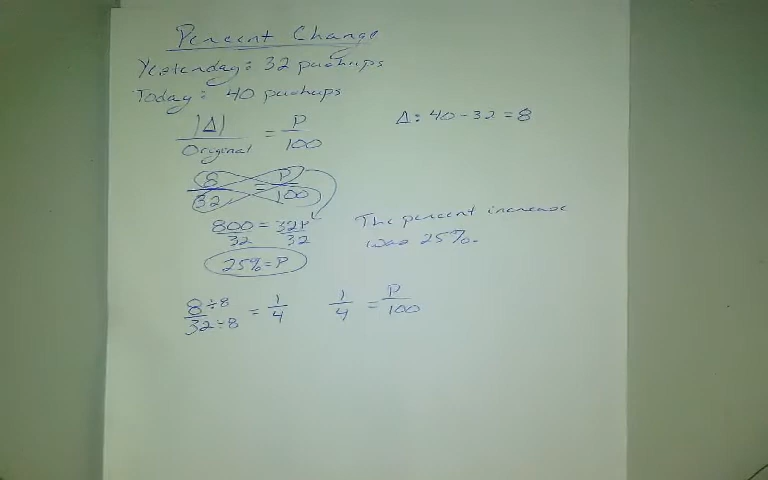 Percent Change
Yesterday: 32 pushups
Today: 40 pushups
Δ: 40 - 32 = 8
|Δ| / Original = P / 100
8 / 32 = P / 100
800 / 32 = 32P / 32
25% = P
The percent increase
was 25%.
8 ÷8 / 32 ÷8 = 1 / 4
1 / 4 = P / 100